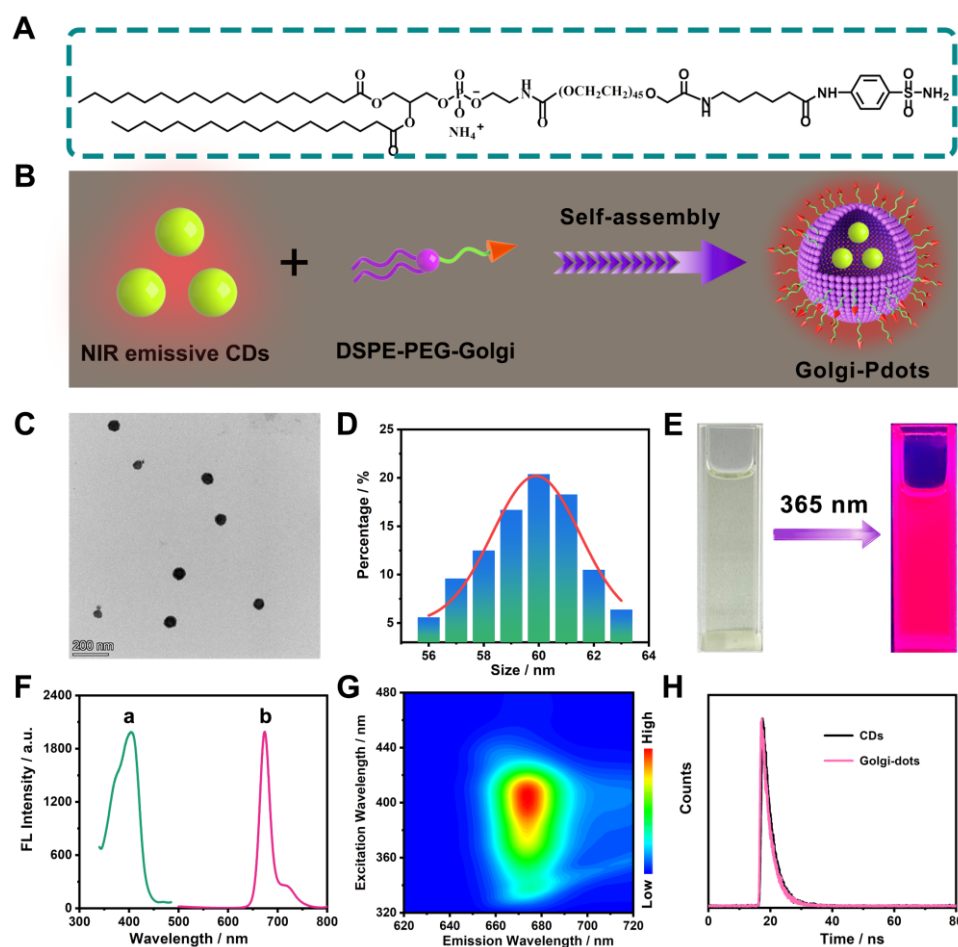 A
O
O
O
O
P
O
O
−
O
NH₄⁺
O
O
H
N
O
(OCH₂CH₂)₄₅
O
O
N
H
O
NH
O
S
O
NH₂
B
NIR emissive CDs
+
DSPE-PEG-Golgi
Self-assembly
Golgi-Pdots
C
200 nm
D
Percentage / %
25
20
15
10
5
56 58 60 62 64
Size / nm
E
365 nm
F
FL Intensity / a.u.
2400
1800
1200
600
0
a b
300 400 500 600 700 800
Wavelength / nm
G
Excitation Wavelength / nm
480
440
400
360
320
620 640 660 680 700 720
Emission Wavelength / nm
High
Low
H
Counts
CDs
Golgi-dots
0 20 40 60 80
Time / ns